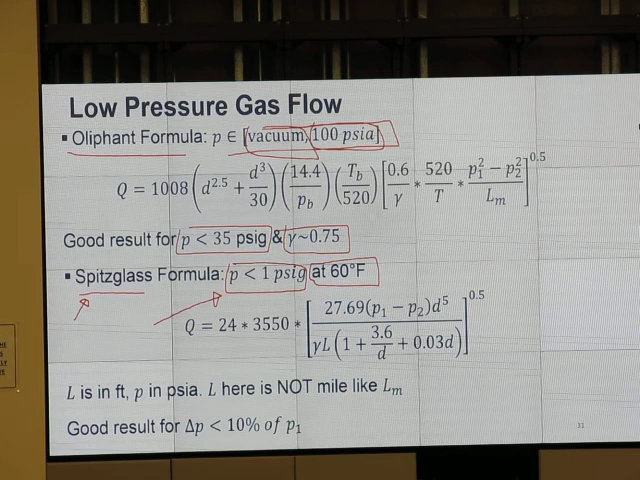 Low Pressure Gas Flow
▪ Oliphant Formula: p ∈ [vacuum, 100 psia]
Q = 1008 (d^2.5 + d^3/30) (14.4/p_b) (T_b/520) [0.6/γ * 520/T * (p_1^2 − p_2^2)/L_m]^0.5
Good result for p < 35 psig & γ~0.75
▪ Spitzglass Formula: p < 1 psig at 60°F
Q = 24 * 3550 * [27.69(p_1 − p_2)d^5 / (γL(1 + 3.6/d + 0.03d))]^0.5
L is in ft, p in psia. L here is NOT mile like L_m
Good result for Δp < 10% of p_1